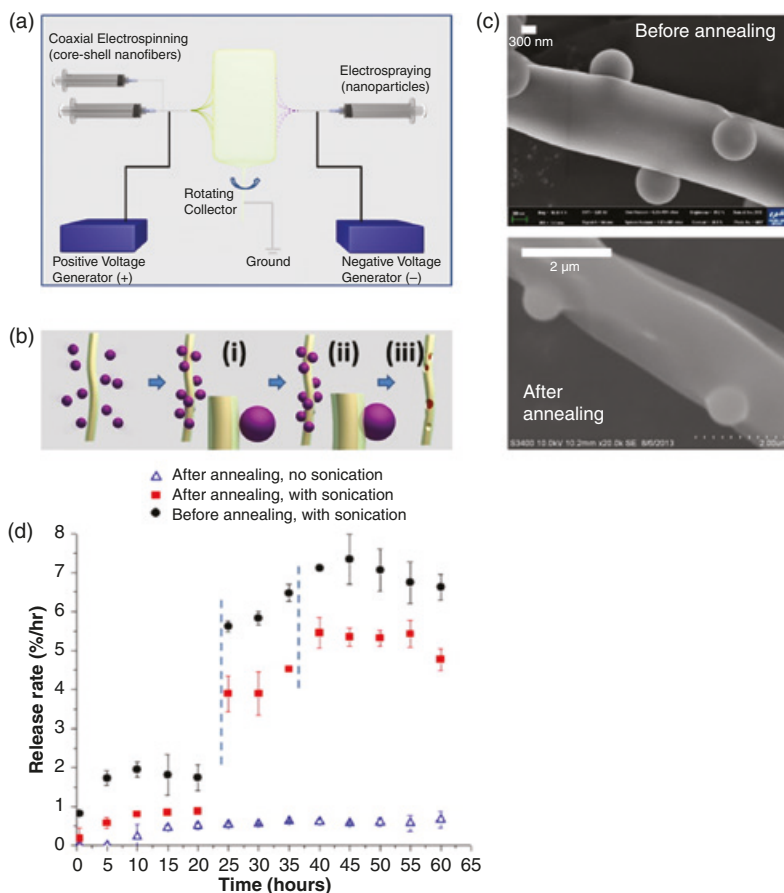 (a)
Coaxial Electrospinning
(core-shell nanofibers)
Electrospraying
(nanoparticles)
Rotating
Collector
Positive Voltage
Generator (+)
Ground
Negative Voltage
Generator (–)
(b)
(i)
(ii)
(iii)
(c)
300 nm
Before annealing
2 µm
After
annealing
S3400 10.0kV 10.2mm x20.0k SE 8/6/2013
2.00µm
After annealing, no sonication
After annealing, with sonication
Before annealing, with sonication
(d)
Release rate (%/hr)
8
7
6
5
4
3
2
1
0
0 5 10 15 20 25 30 35 40 45 50 55 60 65
Time (hours)